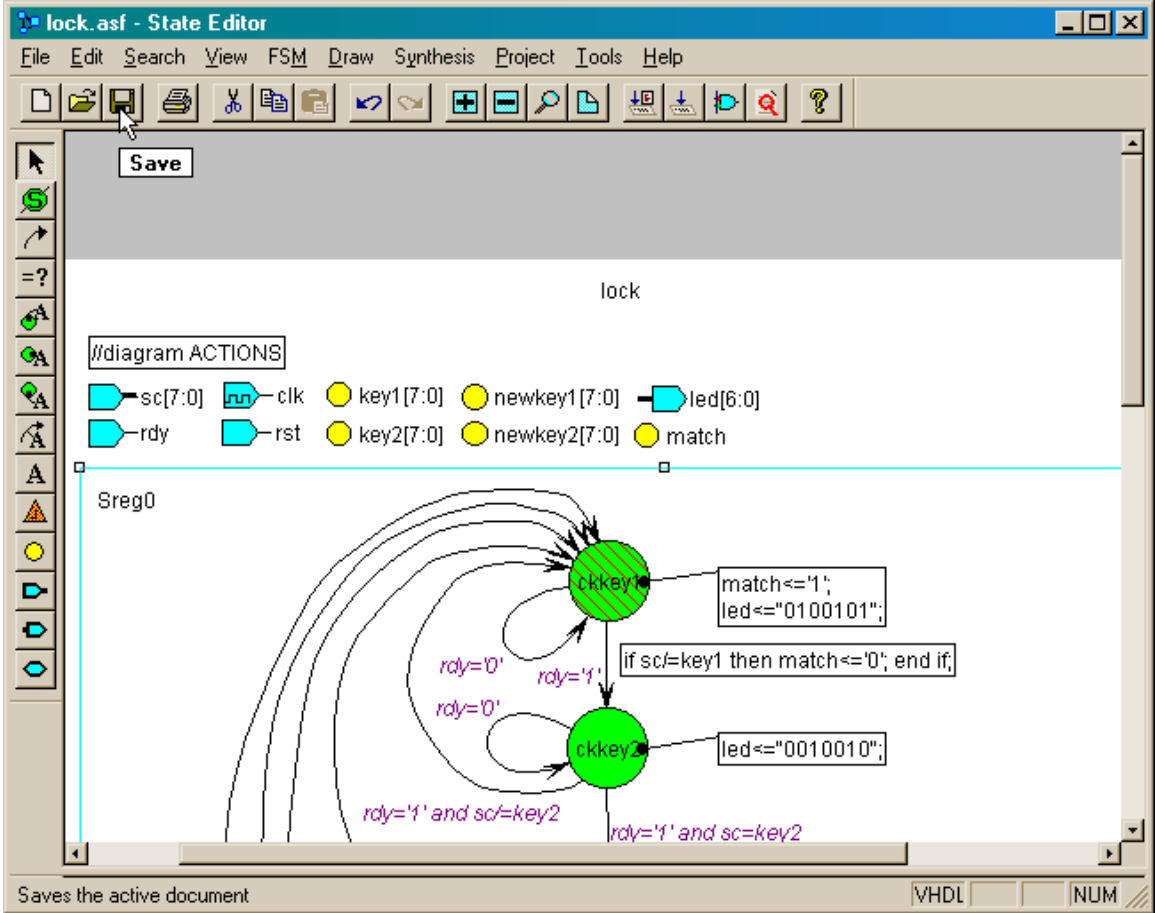 lock.asf - State Editor
File Edit Search View FSM Draw Synthesis Project Tools Help
Save
S
=?
A
A
A
A
A
lock
//diagram ACTIONS
sc[7:0] clk key1[7:0] newkey1[7:0] led[6:0]
rdy rst key2[7:0] newkey2[7:0] match
Sreg0
ckkey1
match<='1';
led<="0100101";
rdy='0'
rdy='1'
if sc/=key1 then match<='0'; end if;
rdy='0'
ckkey2
led<="0010010";
rdy='1' and sc/=key2
rdy='1' and sc=key2
Saves the active document VHDL NUM